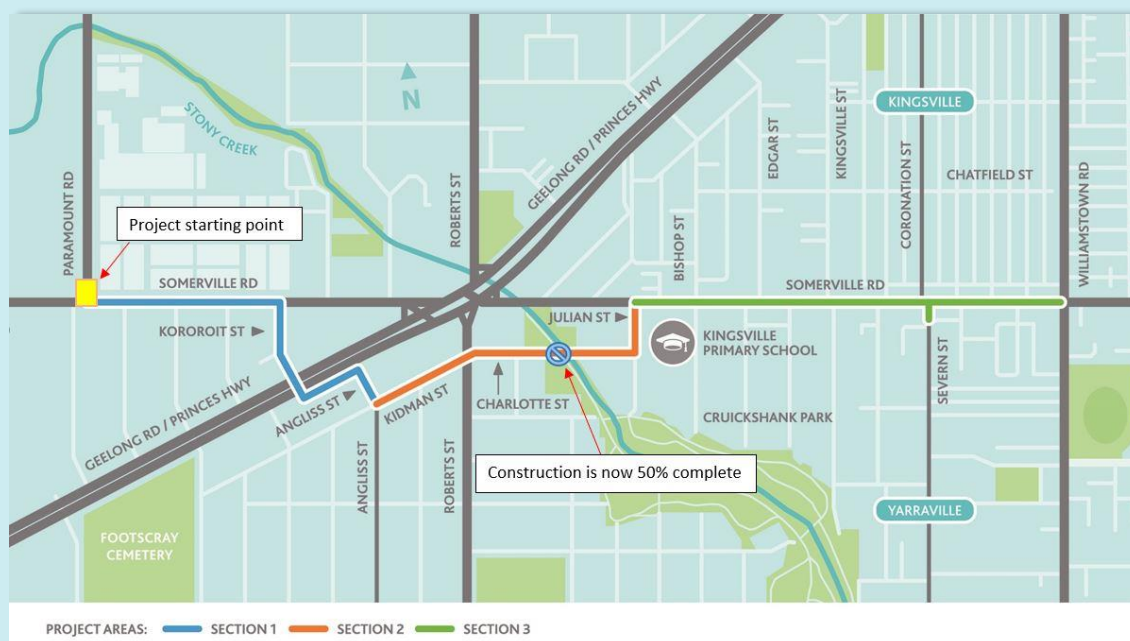 KINGSVILLE
N
STONY
CREEK
GEELONG RD / PRINCES HWY
EDGAR ST
KINGSVILLE ST
CORONATION ST
CHATFIELD ST
WILLIAMSTOWN RD
PARAMOUNT RD
ROBERTS ST
BISHOP ST
Project starting point
SOMERVILLE RD
SOMERVILLE RD
KOROROIT ST
JULIAN ST
KINGSVILLE
PRIMARY SCHOOL
SEVERN ST
GEELONG RD / PRINCES HWY
ANGLISS ST
KIDMAN ST
CHARLOTTE ST
CRUICKSHANK PARK
ANGLISS ST
ROBERTS ST
Construction is now 50% complete
YARRAVILLE
FOOTSCRAY
CEMETERY
PROJECT AREAS: SECTION 1 SECTION 2 SECTION 3